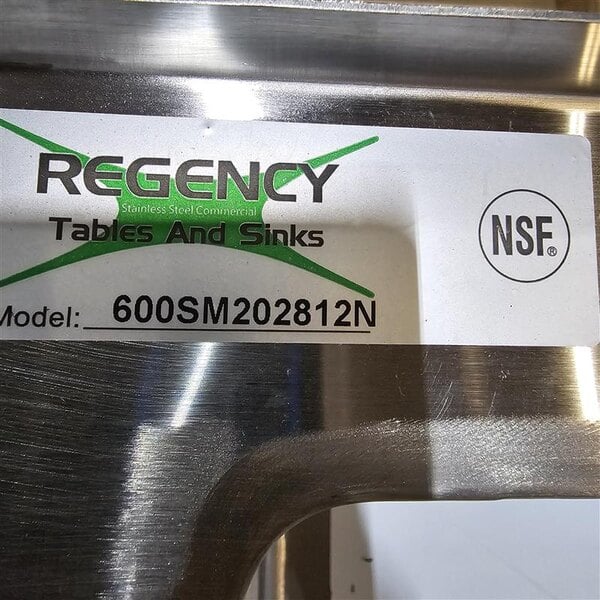 REGENCY
Stainless Steel Commercial
Tables And Sinks
NSF®
Model: 600SM202812N